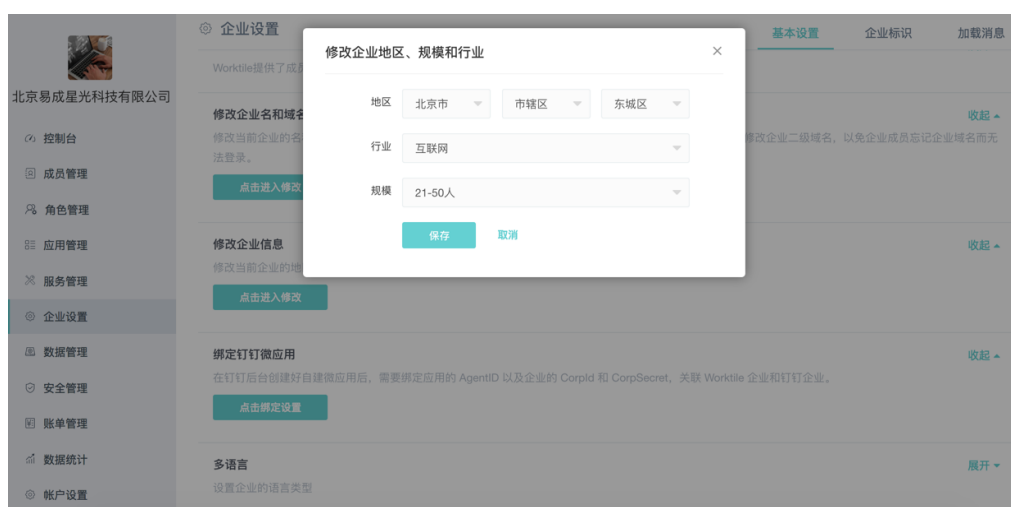 北京易成星光科技有限公司
控制台
成员管理
角色管理
应用管理
服务管理
企业设置
数据管理
安全管理
账单管理
数据统计
帐户设置
企业设置
基本设置
企业标识
加载消息
Worktile提供了成
修改企业名和域名
收起
修改当前企业的名
修改企业二级域名，以免企业成员忘记企业域名而无
法登录。
点击进入修改
修改企业地区、规模和行业
地区 北京市 市辖区 东城区
行业 互联网
规模 21-50人
保存 取消
修改企业信息
收起
修改当前企业的地
点击进入修改
绑定钉钉微应用
收起
在钉钉后台创建好自建微应用后，需要绑定应用的 AgentID 以及企业的 CorpId 和 CorpSecret，关联 Worktile 企业和钉钉企业。
点击绑定设置
多语言
展开
设置企业的语言类型